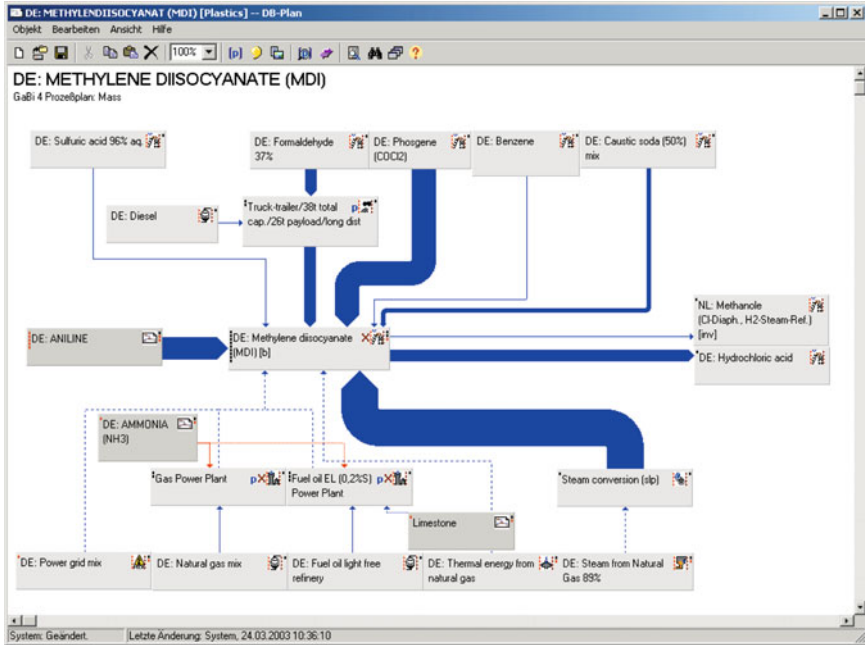 DE: METHYLENDIISOCYANAT (MDI) [Plastics] -- DB-Plan
Objekt Bearbeiten Ansicht Hilfe
100%
DE: METHYLENE DIISOCYANATE (MDI)
GaBi 4 Prozeßplan: Mass
DE: Sulfuric acid 96% aq.
DE: Formaldehyde
37%
DE: Phosgene
(COCl2)
DE: Benzene
DE: Caustic soda (50%)
mix
DE: Diesel
Truck-trailer/38t total
cap./26t payload/long dist
p
DE: ANILINE
DE: Methylene diisocyanate
(MDI) [b]
NL: Methanole
(Cl-Diaph., H2-Steam-Ref.)
[inv]
DE: Hydrochloric acid
DE: AMMONIA
(NH3)
Gas Power Plant
p
Fuel oil EL (0,2%S)
Power Plant
p
Steam conversion (slp)
Limestone
DE: Power grid mix
DE: Natural gas mix
DE: Fuel oil light free
refinery
DE: Thermal energy from
natural gas
DE: Steam from Natural
Gas 89%
System: Geändert.
Letzte Änderung: System, 24.03.2003 10:36:10